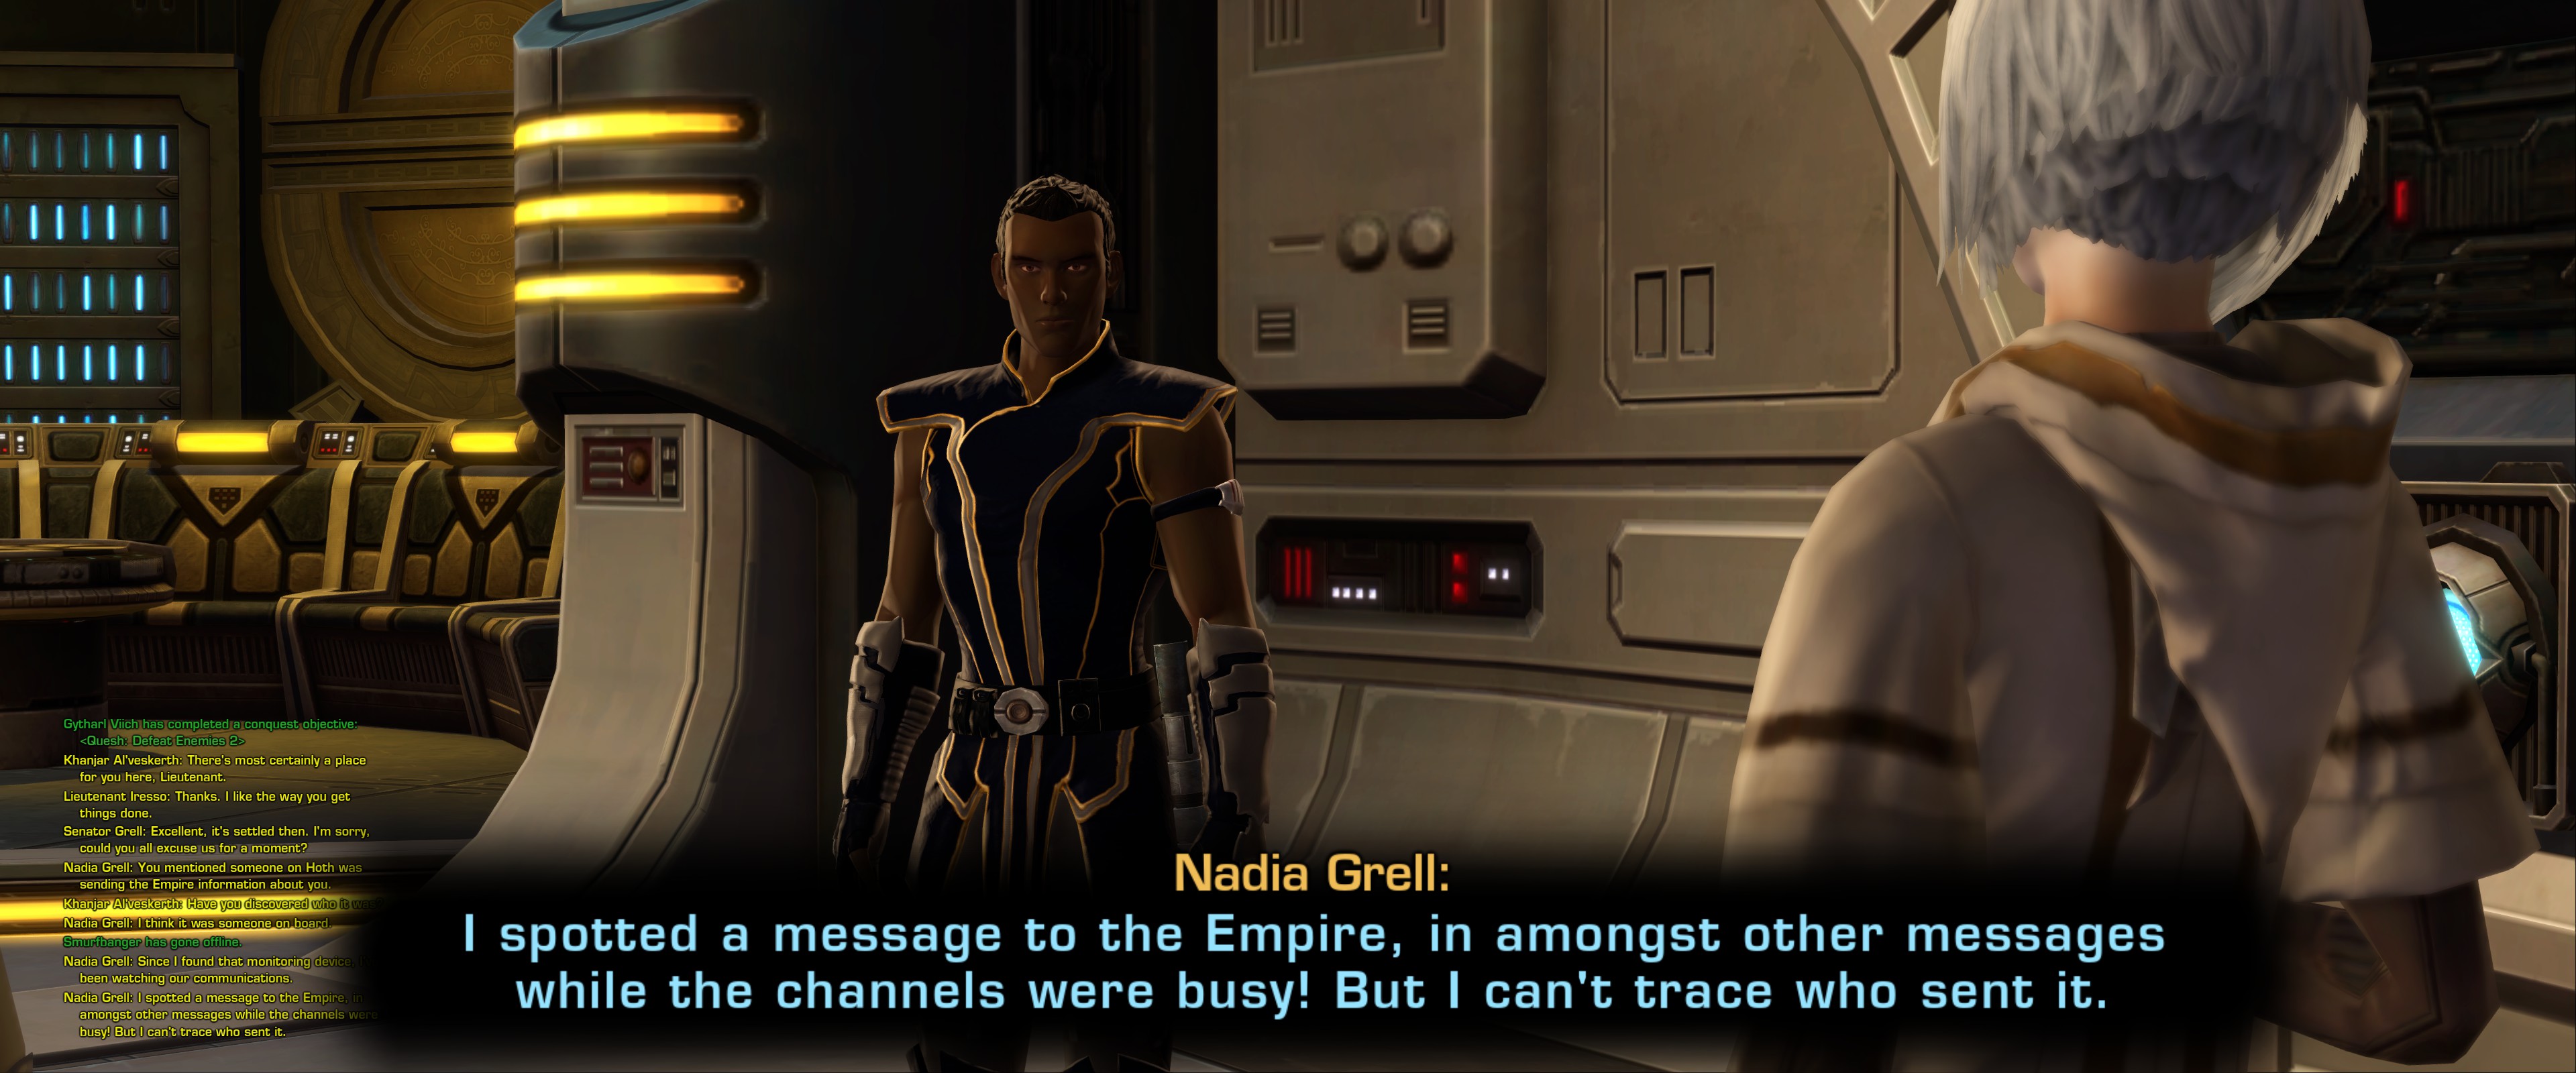 Gytharl Viich has completed a conquest objective:
<Quesh: Defeat Enemies 2>
Khanjar Al'veskerth: There's most certainly a place
for you here, Lieutenant.
Lieutenant Iresso: Thanks. I like the way you get
things done.
Senator Grell: Excellent, it's settled then. I'm sorry,
could you all excuse us for a moment?
Nadia Grell: You mentioned someone on Hoth was
sending the Empire information about you.
Khanjar Al'veskerth: Have you discovered who it was
Nadia Grell: I think it was someone on board.
Smurfbanger has gone offline.
Nadia Grell: Since I found that monitoring device,
been watching our communications.
Nadia Grell: I spotted a message to the Empire, in
amongst other messages while the channels were
busy! But I can't trace who sent it.
Nadia Grell:
I spotted a message to the Empire, in amongst other messages
while the channels were busy! But I can't trace who sent it.